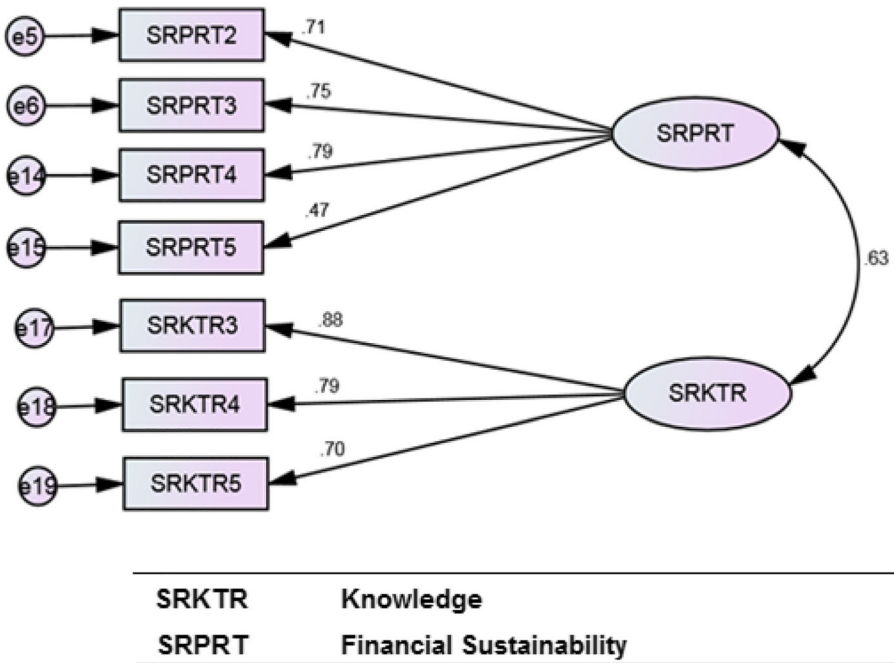 e5 SRPRT2 .71
e6 SRPRT3 .75
SRPRT
e14 SRPRT4 .79
e15 SRPRT5 .47
.63
e17 SRKTR3 .88
e18 SRKTR4 .79
SRKTR
e19 SRKTR5 .70
SRKTR Knowledge
SRPRT Financial Sustainability